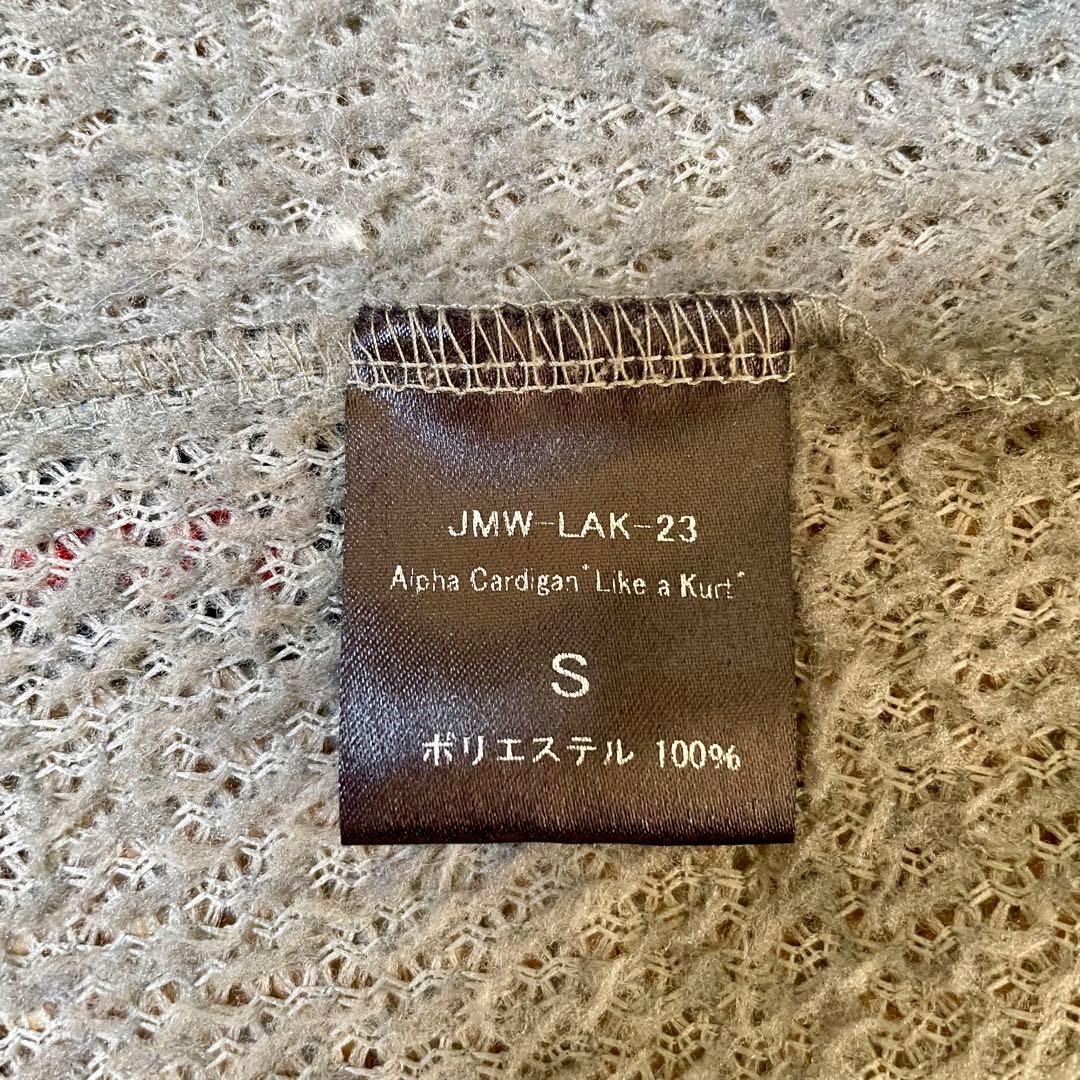 JMW-LAK-23
Alpha Cardigan "Like a Kurt"
S
ポリエステル 100%